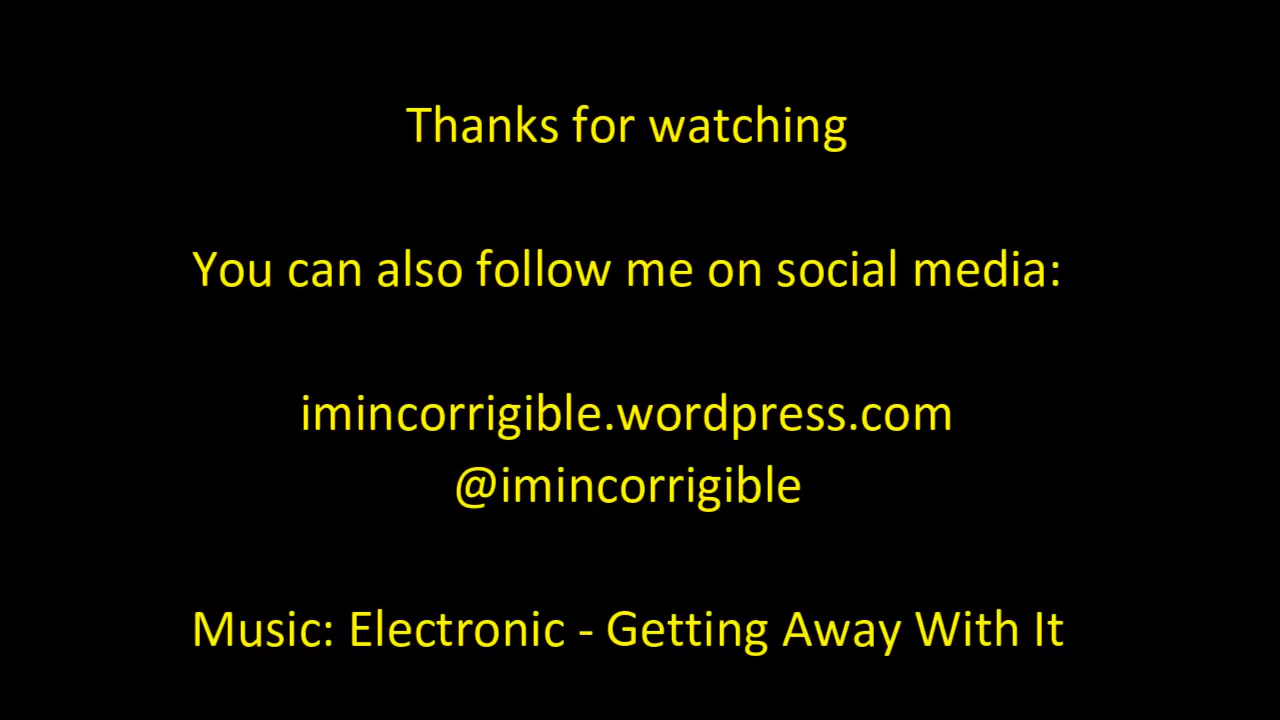 Thanks for watching
You can also follow me on social media:
imincorrigible.wordpress.com
@imincorrigible
Music: Electronic - Getting Away With It